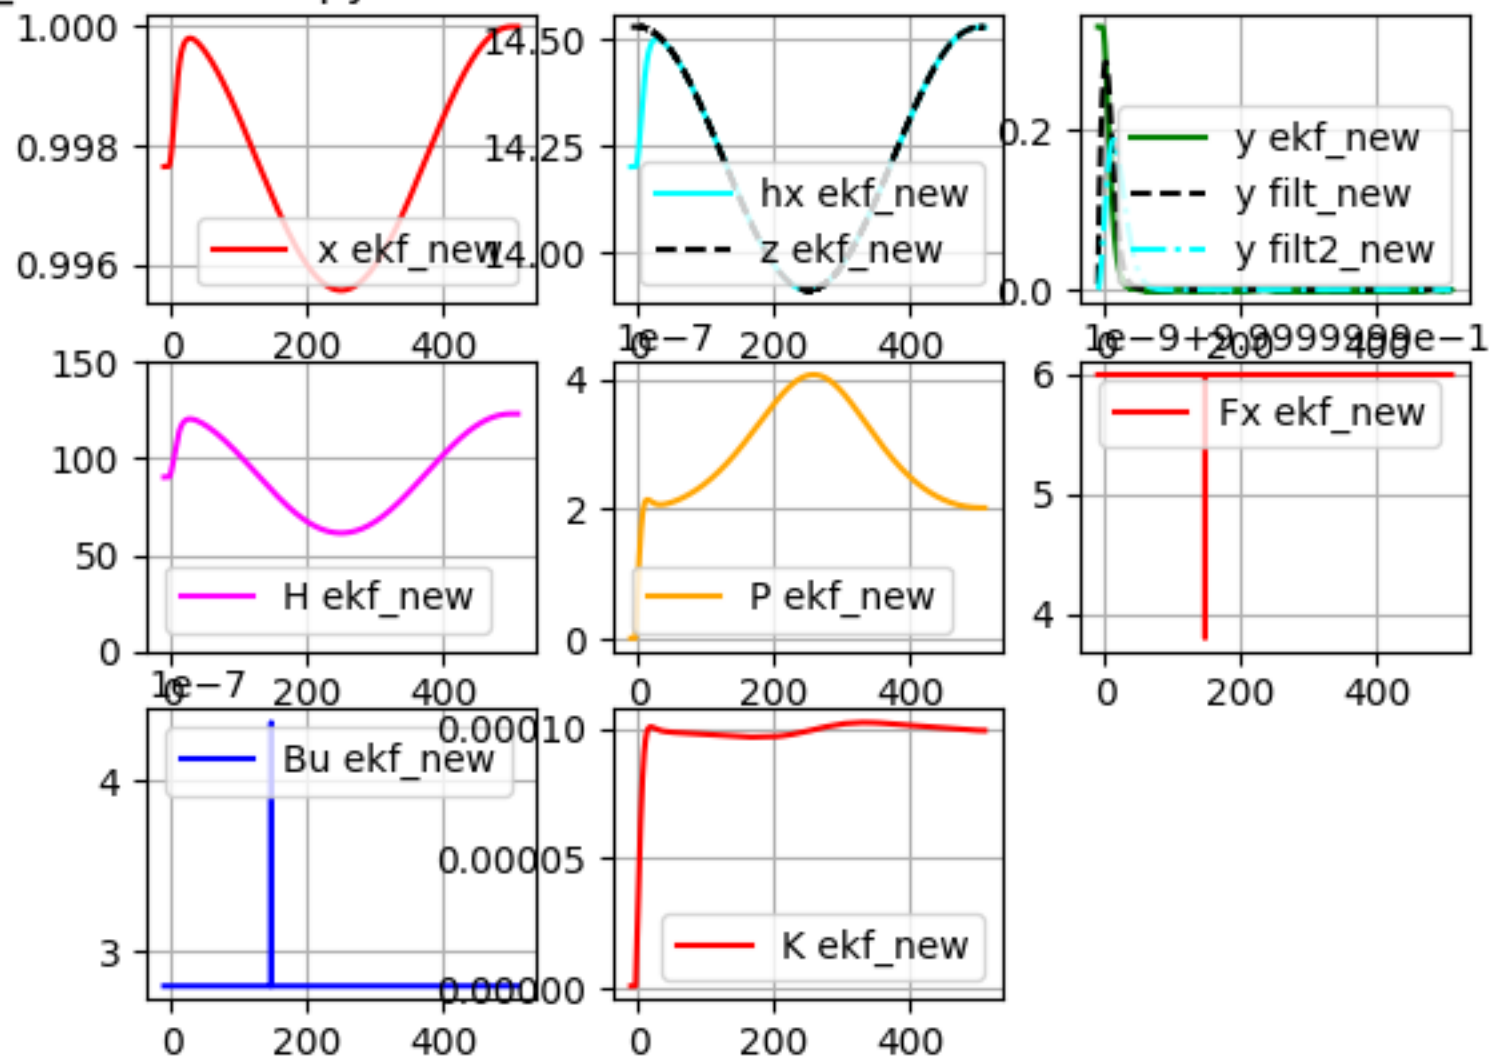 1.000
0.998
0.996
x ekf_new
0 200 400
14.50
14.25
14.00
hx ekf_new
z ekf_new
0 200 400
0.2
0.0
y ekf_new
y filt_new
y filt2_new
0 200 400
150
100
50
0
H ekf_new
0 200 400
1e−7
4
2
0
P ekf_new
0 200 400
6
5
4
Fx ekf_new
0 200 400
1e−7
4
3
Bu ekf_new
0 200 400
0.00010
0.00005
0.00000
K ekf_new
0 200 400